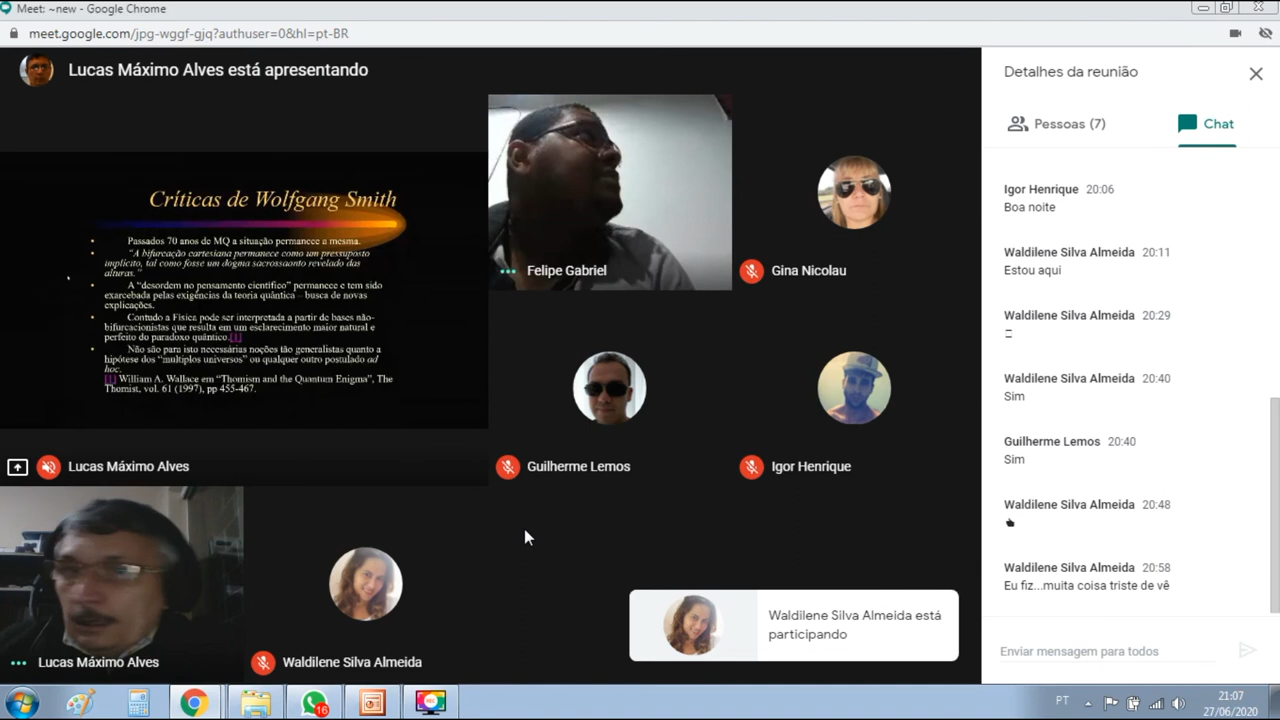 Meet: ~new - Google Chrome
meet.google.com/jpg-wggf-gjq?authuser=0&hl=pt-BR
Lucas Máximo Alves está apresentando
Críticas de Wolfgang Smith
• Passados 70 anos de MQ a situação permanece a mesma.
• "A bifurcação cartesiana permanece como um pressuposto
implícito, tal como fosse um dogma sacrossaunto revelado das
alturas."
• A "desordem no pensamento científico" permanece e tem sido
exarcebada pelas exigências da teoria quântica – busca de novas
explicações.
• Contudo a Física pode ser interpretada a partir de bases não-
bifurcacionistas que resulta em um esclarecimento maior natural e
perfeito do paradoxo quântico.[1]
• Não são para isto necessárias noções tão generalistas quanto a
hipótese dos "multiplos universos" ou qualquer outro postulado ad
hoc.
[1] William A. Wallace em "Thomism and the Quantum Enigma", The
Thomist, vol. 61 (1997), pp 455-467.
Felipe Gabriel
Gina Nicolau
Lucas Máximo Alves
Guilherme Lemos
Igor Henrique
Lucas Máximo Alves
Waldilene Silva Almeida
Waldilene Silva Almeida está
participando
Detalhes da reunião
Pessoas (7)
Chat
Igor Henrique 20:06
Boa noite
Waldilene Silva Almeida 20:11
Estou aqui
Waldilene Silva Almeida 20:29
Waldilene Silva Almeida 20:40
Sim
Guilherme Lemos 20:40
Sim
Waldilene Silva Almeida 20:48
Waldilene Silva Almeida 20:58
Eu fiz...muita coisa triste de vê
Enviar mensagem para todos
16
REC
PT
21:07
27/06/2020